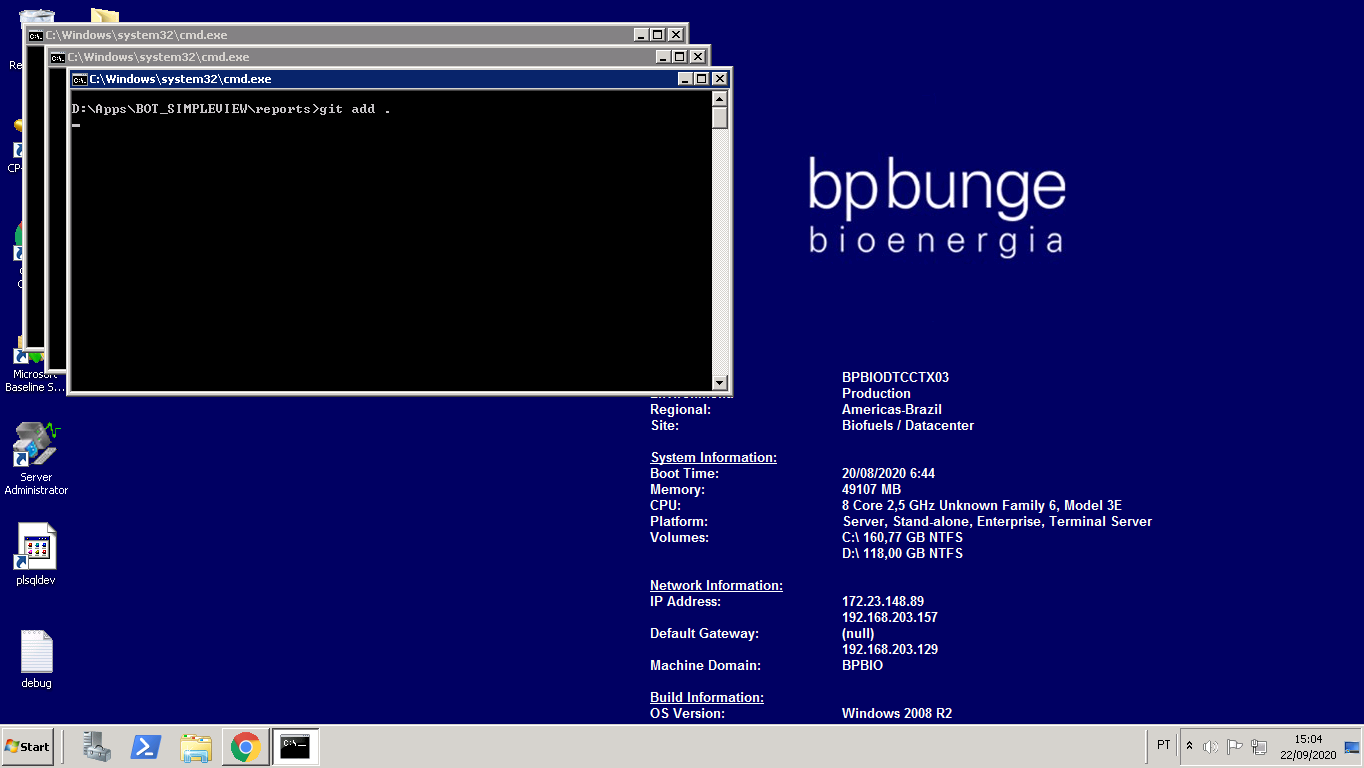 C:\Windows\system32\cmd.exe
C:\Windows\system32\cmd.exe
C:\Windows\system32\cmd.exe
D:\Apps\BOT_SIMPLEVIEW\reports>git add .
bpbunge
bioenergia
Re
CP
Microsoft
Baseline S...
Server
Administrator
plsqldev
debug
BPBIODTCCTX03
Production
Regional: Americas-Brazil
Site: Biofuels / Datacenter
System Information:
Boot Time: 20/08/2020 6:44
Memory: 49107 MB
CPU: 8 Core 2,5 GHz Unknown Family 6, Model 3E
Platform: Server, Stand-alone, Enterprise, Terminal Server
Volumes: C:\ 160,77 GB NTFS
D:\ 118,00 GB NTFS
Network Information:
IP Address: 172.23.148.89
192.168.203.157
Default Gateway: (null)
192.168.203.129
Machine Domain: BPBIO
Build Information:
OS Version: Windows 2008 R2
Start
C:\_
PT
15:04
22/09/2020